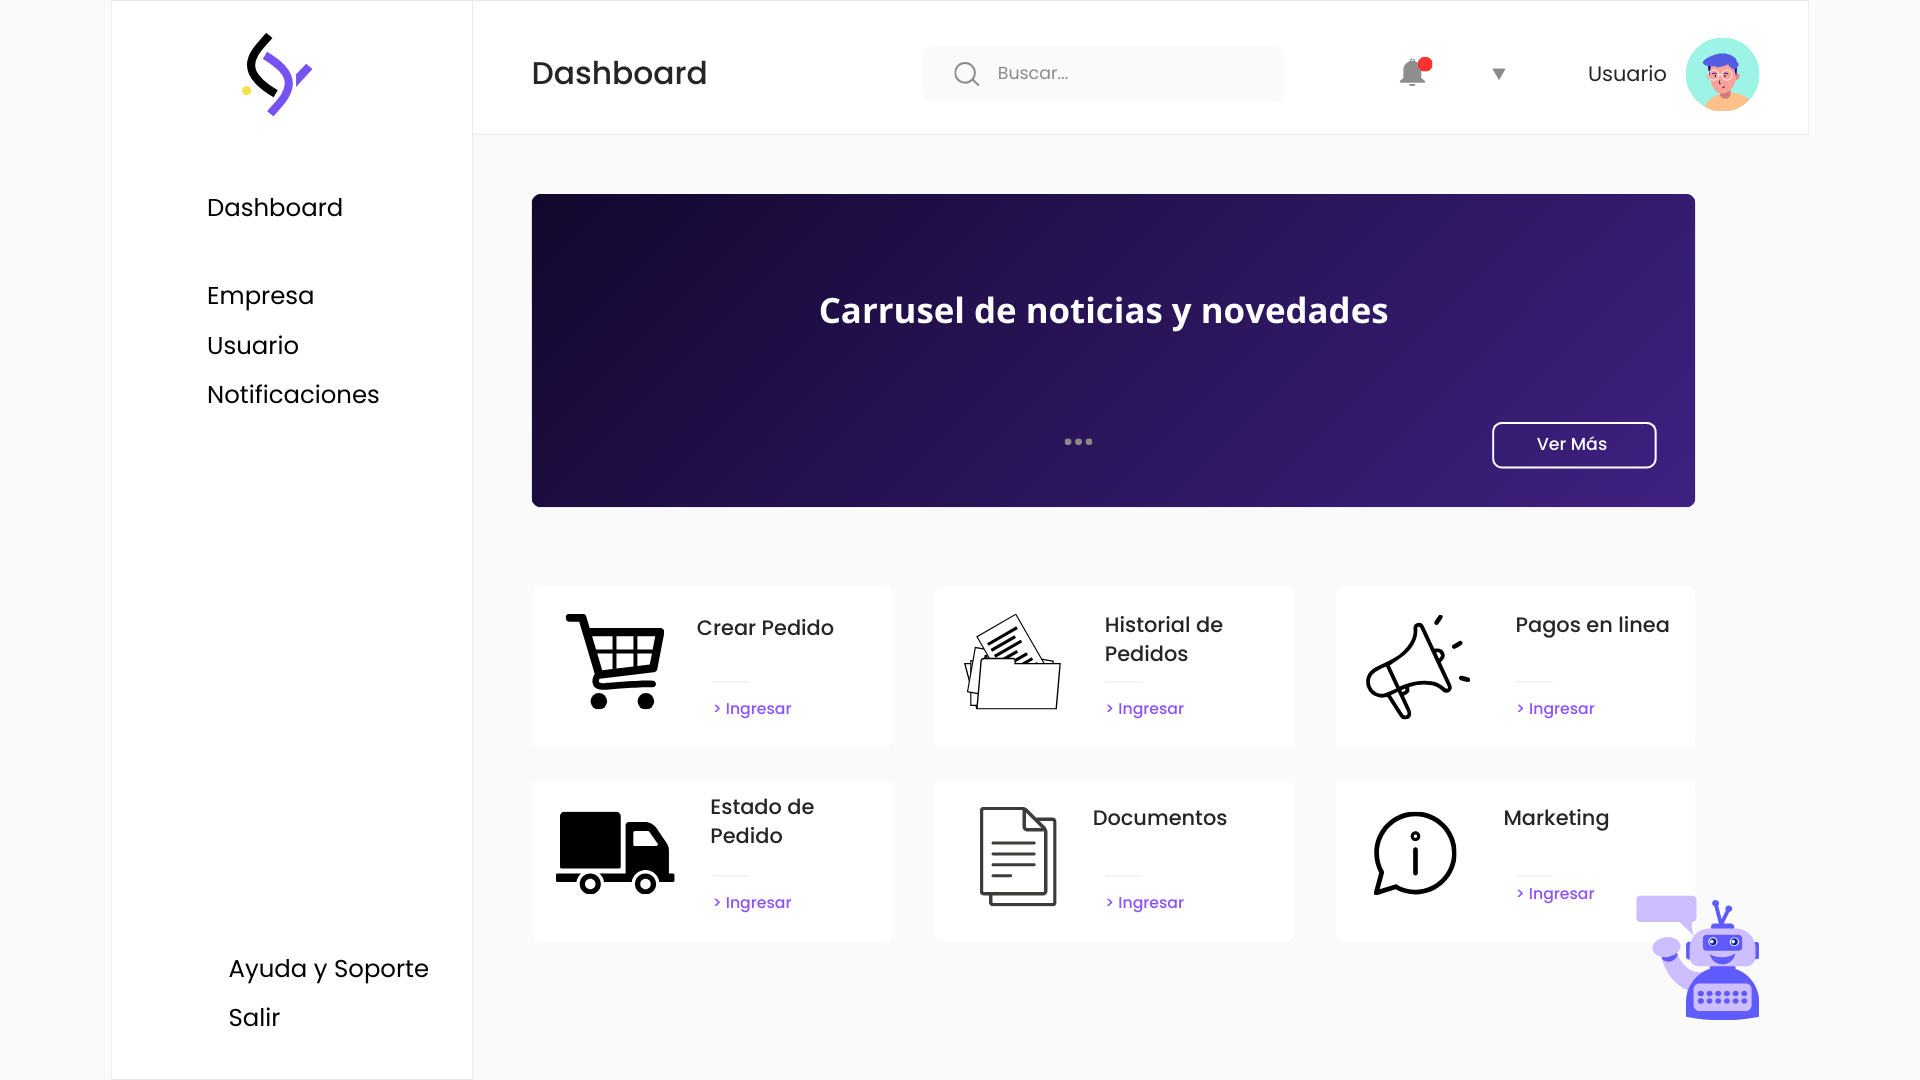 Dashboard
Buscar...
Usuario
Dashboard
Empresa
Usuario
Notificaciones
Ayuda y Soporte
Salir
Carrusel de noticias y novedades
Ver Más
Crear Pedido
> Ingresar
Historial de
Pedidos
> Ingresar
Pagos en linea
> Ingresar
Estado de
Pedido
> Ingresar
Documentos
> Ingresar
Marketing
> Ingresar